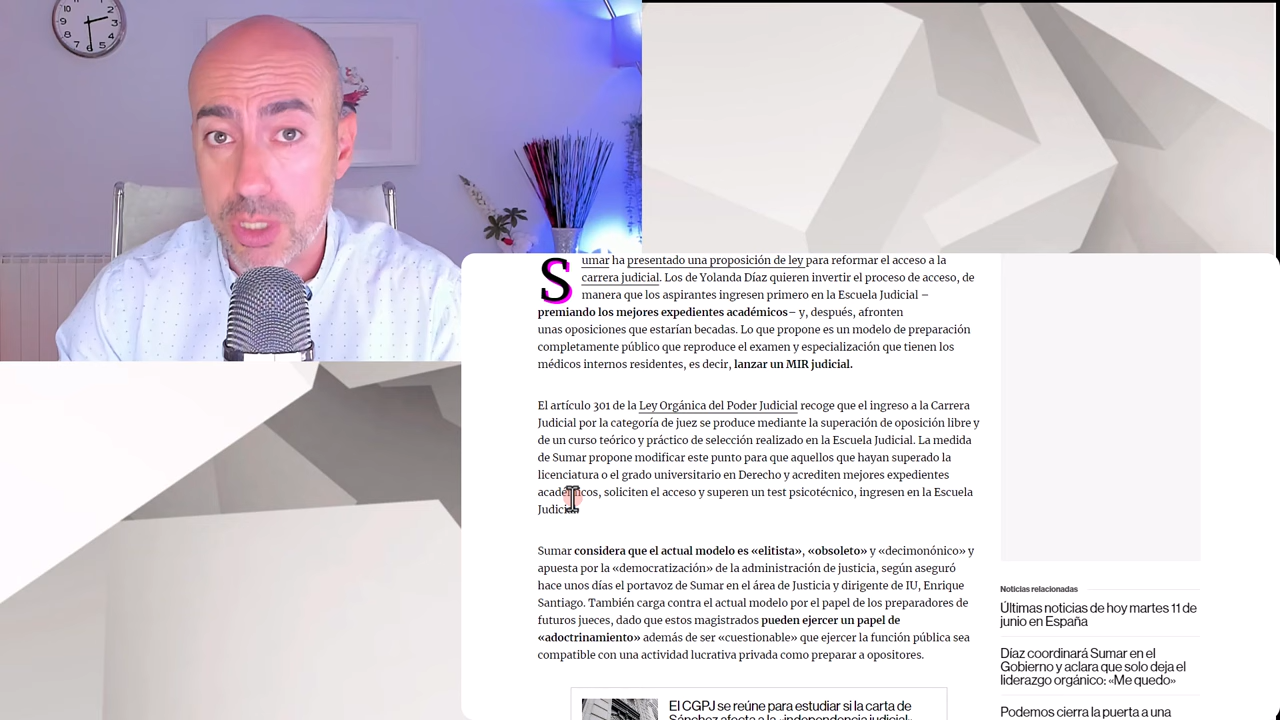 Sumar ha presentado una proposición de ley para reformar el acceso a la
carrera judicial. Los de Yolanda Díaz quieren invertir el proceso de acceso, de
manera que los aspirantes ingresen primero en la Escuela Judicial –
premiando los mejores expedientes académicos– y, después, afronten
unas oposiciones que estarían becadas. Lo que propone es un modelo de preparación
completamente público que reproduce el examen y especialización que tienen los
médicos internos residentes, es decir, lanzar un MIR judicial.
El artículo 301 de la Ley Orgánica del Poder Judicial recoge que el ingreso a la Carrera
Judicial por la categoría de juez se produce mediante la superación de oposición libre y
de un curso teórico y práctico de selección realizado en la Escuela Judicial. La medida
de Sumar propone modificar este punto para que aquellos que hayan superado la
licenciatura o el grado universitario en Derecho y acrediten mejores expedientes
académicos, soliciten el acceso y superen un test psicotécnico, ingresen en la Escuela
Judicial.
Sumar considera que el actual modelo es «elitista», «obsoleto» y «decimonónico» y
apuesta por la «democratización» de la administración de justicia, según aseguró
hace unos días el portavoz de Sumar en el área de Justicia y dirigente de IU, Enrique
Santiago. También carga contra el actual modelo por el papel de los preparadores de
futuros jueces, dado que estos magistrados pueden ejercer un papel de
«adoctrinamiento» además de ser «cuestionable» que ejercer la función pública sea
compatible con una actividad lucrativa privada como preparar a opositores.
El CGPJ se reúne para estudiar si la carta de
Sánchez afecta a la «independencia judicial»
Noticias relacionadas
Últimas noticias de hoy martes 11 de
junio en España
Díaz coordinará Sumar en el
Gobierno y aclara que solo deja el
liderazgo orgánico: «Me quedo»
Podemos cierra la puerta a una